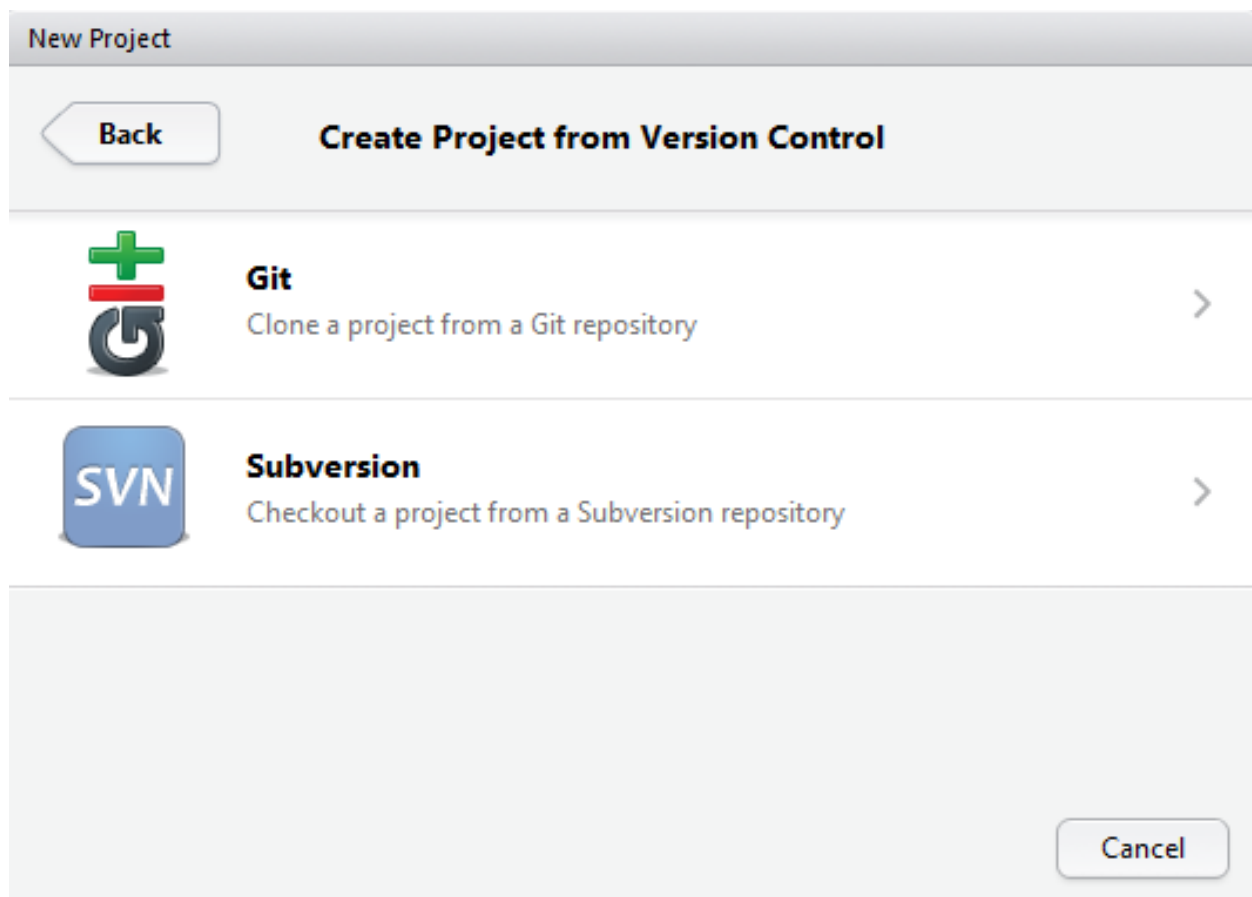 New Project
Back
Create Project from Version Control
Git
Clone a project from a Git repository
SVN
Subversion
Checkout a project from a Subversion repository
Cancel